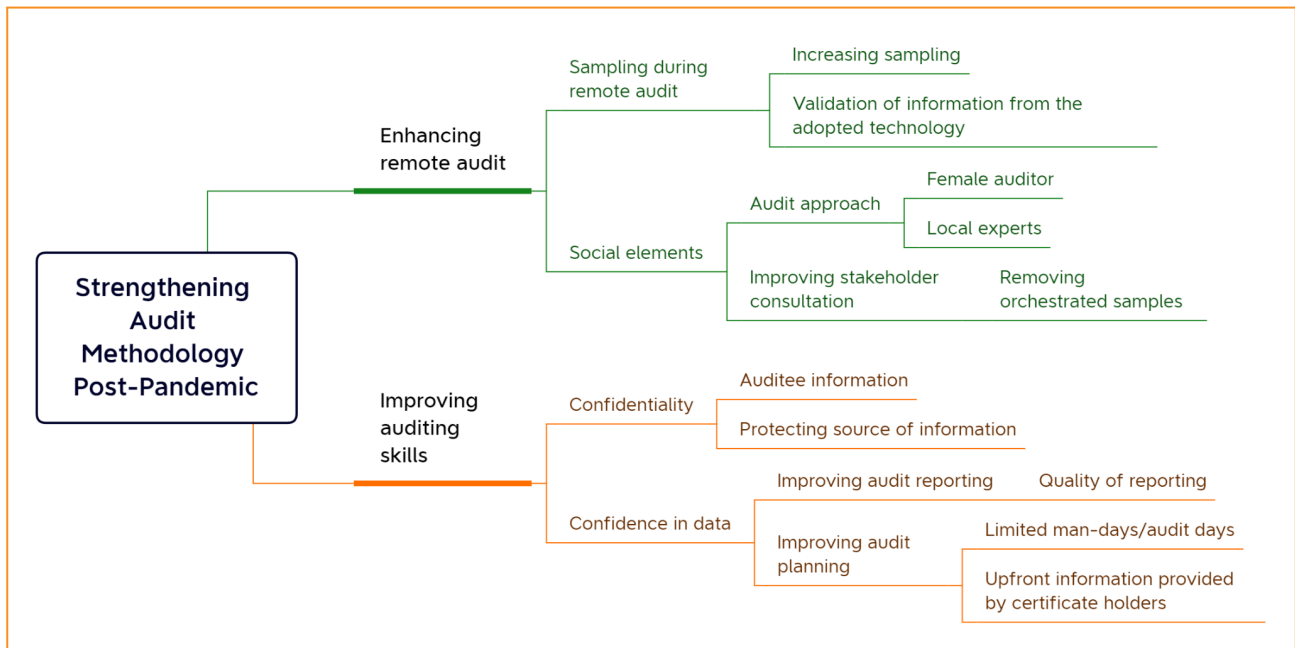 Strengthening
Audit
Methodology
Post-Pandemic
Enhancing
remote audit
Sampling during
remote audit
Increasing sampling
Validation of information from the
adopted technology
Social elements
Audit approach
Female auditor
Local experts
Improving stakeholder
consultation
Removing
orchestrated samples
Improving
auditing
skills
Confidentiality
Auditee information
Protecting source of information
Confidence in data
Improving audit reporting
Quality of reporting
Improving audit
planning
Limited man-days/audit days
Upfront information provided
by certificate holders